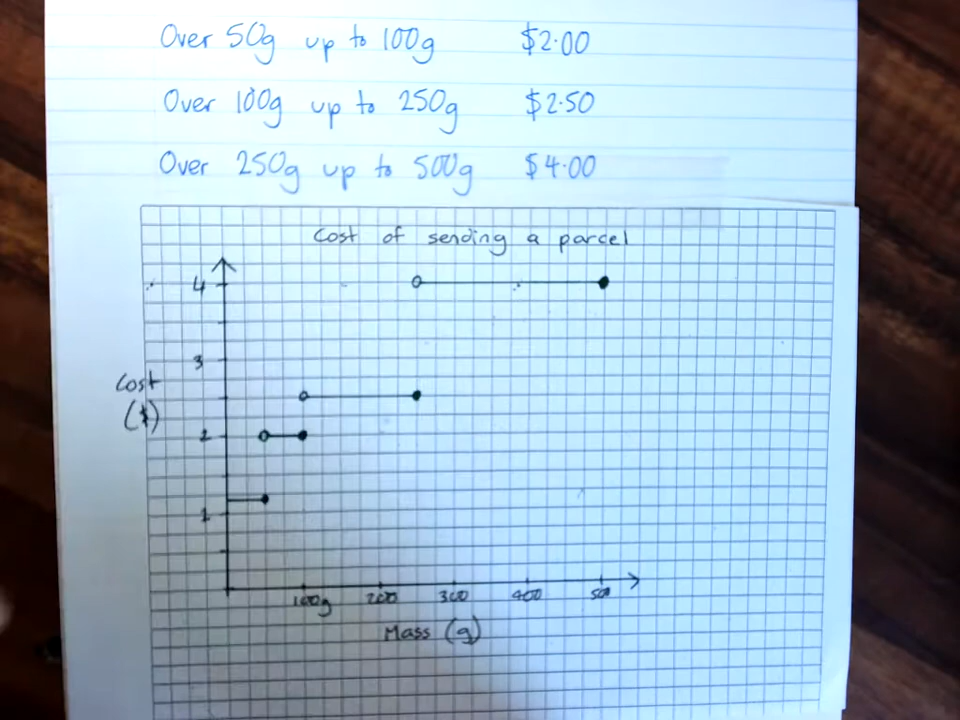 Over 50g up to 100g $2.00
Over 100g up to 250g $2.50
Over 250g up to 500g $4.00
Cost of sending a parcel
4
3
Cost
($)
2
1
100g 200 300 400 500
Mass (g)